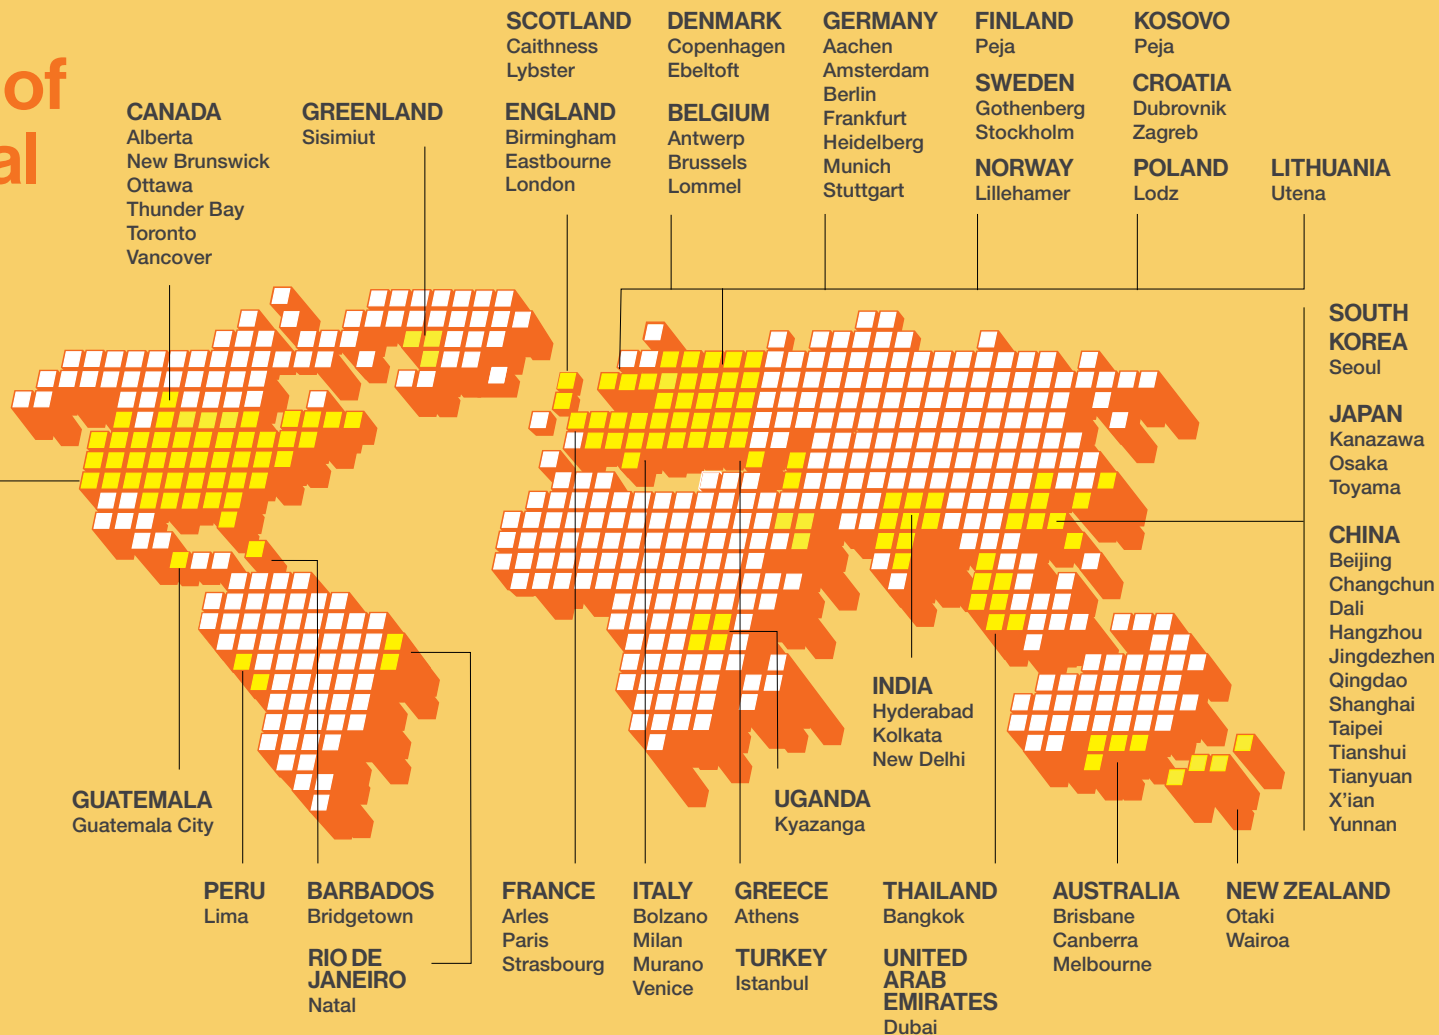 of
al
CANADA
Alberta
New Brunswick
Ottawa
Thunder Bay
Toronto
Vancover
GREENLAND
Sisimiut
SCOTLAND
Caithness
Lybster
ENGLAND
Birmingham
Eastbourne
London
DENMARK
Copenhagen
Ebeltoft
BELGIUM
Antwerp
Brussels
Lommel
GERMANY
Aachen
Amsterdam
Berlin
Frankfurt
Heidelberg
Munich
Stuttgart
FINLAND
Peja
SWEDEN
Gothenberg
Stockholm
NORWAY
Lillehamer
KOSOVO
Peja
CROATIA
Dubrovnik
Zagreb
POLAND
Lodz
LITHUANIA
Utena
SOUTH
KOREA
Seoul
JAPAN
Kanazawa
Osaka
Toyama
CHINA
Beijing
Changchun
Dali
Hangzhou
Jingdezhen
Qingdao
Shanghai
Taipei
Tianshui
Tianyuan
X'ian
Yunnan
INDIA
Hyderabad
Kolkata
New Delhi
UGANDA
Kyazanga
GUATEMALA
Guatemala City
PERU
Lima
BARBADOS
Bridgetown
RIO DE
JANEIRO
Natal
FRANCE
Arles
Paris
Strasbourg
ITALY
Bolzano
Milan
Murano
Venice
GREECE
Athens
TURKEY
Istanbul
THAILAND
Bangkok
UNITED
ARAB
EMIRATES
Dubai
AUSTRALIA
Brisbane
Canberra
Melbourne
NEW ZEALAND
Otaki
Wairoa